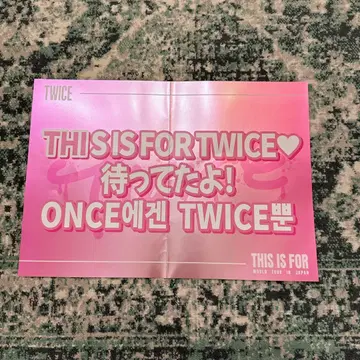 TWICE
THIS IS FOR TWICE♥
待ってたよ!
ONCE에겐 TWICE뿐
THIS IS FOR
WORLD TOUR IN JAPAN